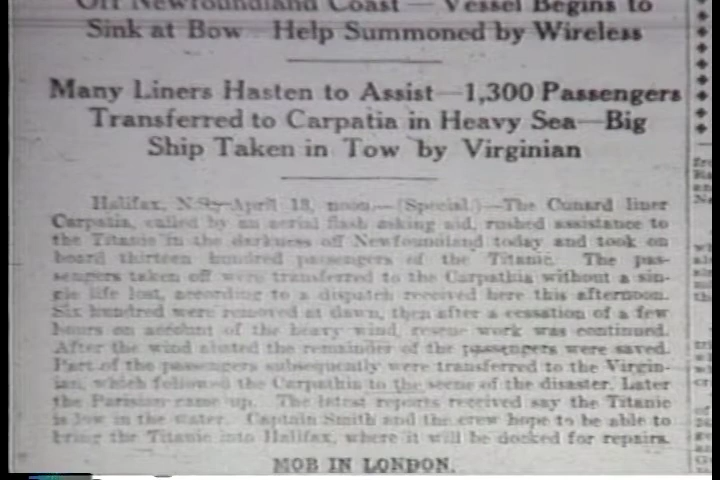 Off Newfoundland Coast — Vessel Begins to
Sink at Bow—Help Summoned by Wireless
Many Liners Hasten to Assist—1,300 Passengers
Transferred to Carpatia in Heavy Sea—Big
Ship Taken in Tow by Virginian
Halifax, N.S., April 15, noon.—(Special.)—The Cunard liner
Carpatia, called by an aerial flash asking aid, rushed assistance to
the Titanic in the darkness off Newfoundland today and took on
board thirteen hundred passengers of the Titanic. The pas-
sengers taken off were transferred to the Carpathia without a sin-
gle life lost, according to a dispatch received here this afternoon.
Six hundred were removed at dawn, then after a cessation of a few
hours on account of the heavy wind, rescue work was continued.
After the wind abated the remainder of the passengers were saved.
Part of the passengers subsequently were transferred to the Virgin-
ian, which followed the Carpathia to the scene of the disaster. Later
the Parisian came up. The latest reports received say the Titanic
is low in the water. Captain Smith and the crew hope to be able to
bring the Titanic into Halifax, where it will be docked for repairs.
MOB IN LONDON.